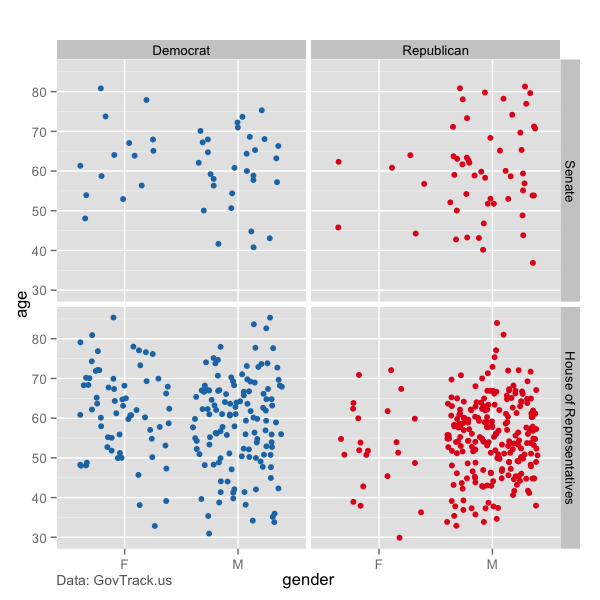 Democrat
Republican
80
70
60
50
40
30
Senate
age
80
70
60
50
40
30
House of Representatives
F
M
F
M
Data: GovTrack.us
gender